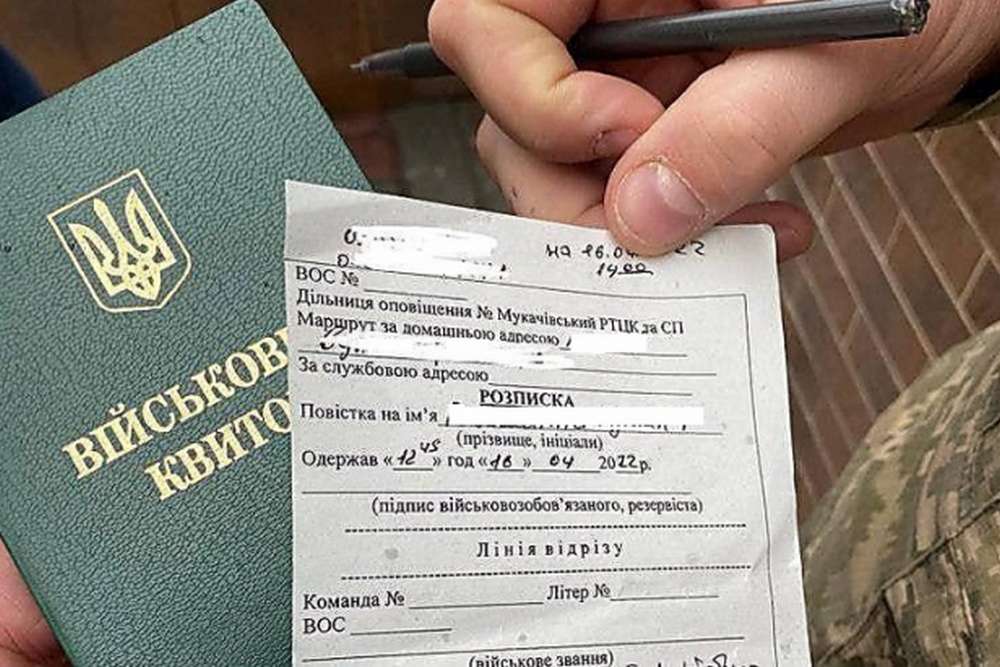 ВІЙСЬКОВ
КВИТО
на 16.04 22
14 00
ВОС №
Дільниця оповіщення № Мукачівський РТЦК да СП
Маршрут за домашньою адресою
За службовою адресою
РОЗПИСКА
Повістка на ім'я
(прізвище, ініціали)
Одержав «12 45» год «16» 04 2022р.
(підпис військовозобов'язаного, резервіста)
Лінія відрізу
Команда № Літер №
ВОС
(військове звання)